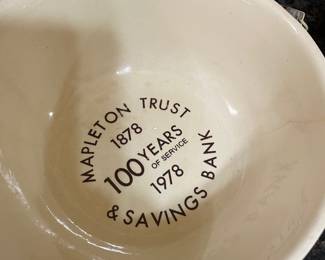 MAPLETON TRUST
1878
100 YEARS
OF SERVICE
1978
& SAVINGS BANK